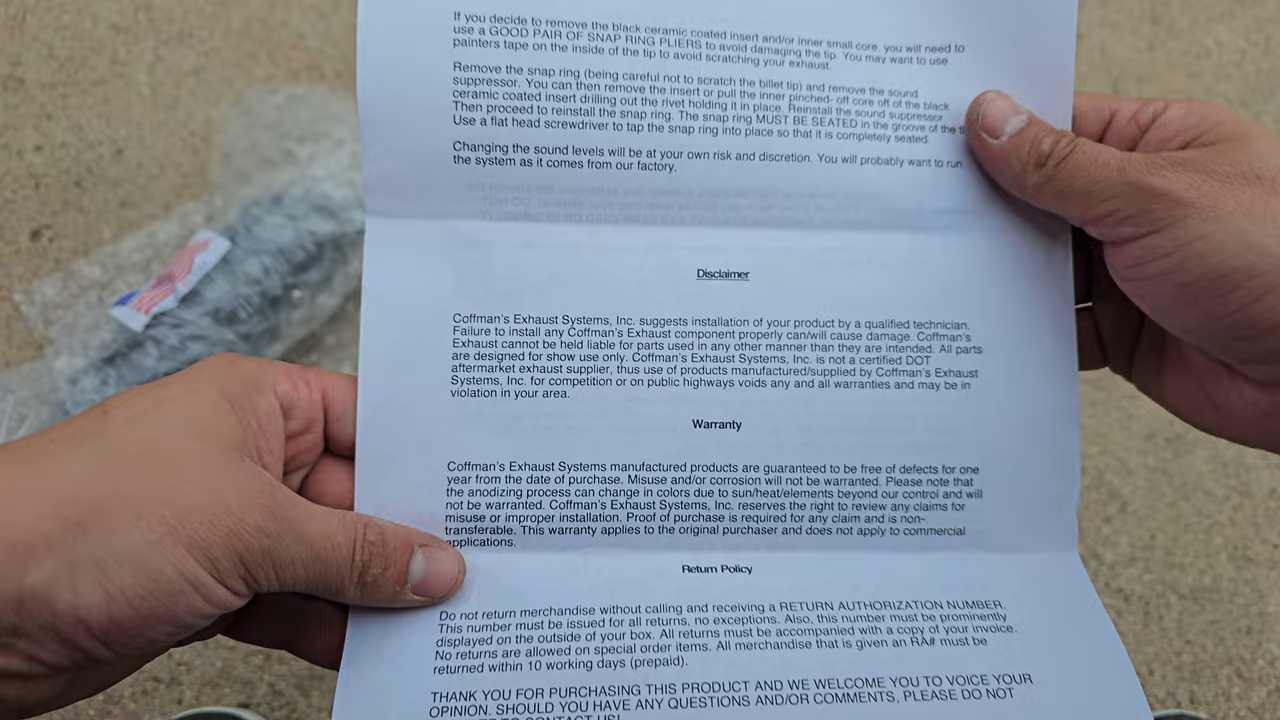 If you decide to remove the black ceramic coated insert and/or inner small core, you will need to
use a GOOD PAIR OF SNAP RING PLIERS to avoid damaging the tip. You may want to use
painters tape on the inside of the tip to avoid scratching your exhaust.
Remove the snap ring (being careful not to scratch the billet tip) and remove the sound
suppressor. You can then remove the insert or pull the inner pinched- off core off of the black
ceramic coated insert drilling out the rivet holding it in place. Reinstall the sound suppressor.
Then proceed to reinstall the snap ring. The snap ring MUST BE SEATED in the groove of the
Use a flat head screwdriver to tap the snap ring into place so that it is completely seated.
Changing the sound levels will be at your own risk and discretion. You will probably want to run
the system as it comes from our factory.
Disclaimer
Coffman's Exhaust Systems, Inc. suggests installation of your product by a qualified technician.
Failure to install any Coffman's Exhaust component properly can/will cause damage. Coffman's
Exhaust cannot be held liable for parts used in any other manner than they are intended. All parts
are designed for show use only. Coffman's Exhaust Systems, Inc. is not a certified DOT
aftermarket exhaust supplier, thus use of products manufactured/supplied by Coffman's Exhaust
Systems, Inc. for competition or on public highways voids any and all warranties and may be in
violation in your area.
Warranty
Coffman's Exhaust Systems manufactured products are guaranteed to be free of defects for one
year from the date of purchase. Misuse and/or corrosion will not be warranted. Please note that
the anodizing process can change in colors due to sun/heat/elements beyond our control and will
not be warranted. Coffman's Exhaust Systems, Inc. reserves the right to review any claims for
misuse or improper installation. Proof of purchase is required for any claim and is non-
transferable. This warranty applies to the original purchaser and does not apply to commercial
applications.
Return Policy
Do not return merchandise without calling and receiving a RETURN AUTHORIZATION NUMBER.
This number must be issued for all returns, no exceptions. Also, this number must be prominently
displayed on the outside of your box. All returns must be accompanied with a copy of your invoice.
No returns are allowed on special order items. All merchandise that is given an RA# must be
returned within 10 working days (prepaid).
THANK YOU FOR PURCHASING THIS PRODUCT AND WE WELCOME YOU TO VOICE YOUR
OPINION. SHOULD YOU HAVE ANY QUESTIONS AND/OR COMMENTS, PLEASE DO NOT